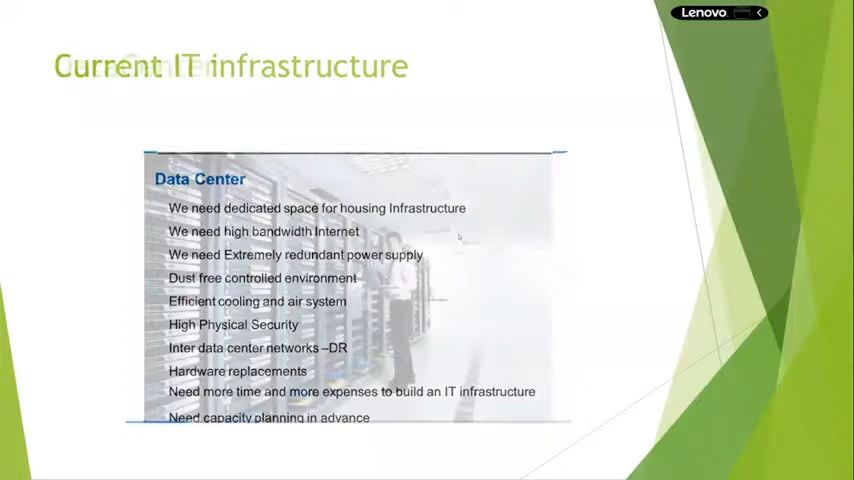 Lenovo
Current IT infrastructure
Data Center
We need dedicated space for housing Infrastructure
We need high bandwidth Internet
We need Extremely redundant power supply
Dust free controlled environment
Efficient cooling and air system
High Physical Security
Inter data center networks –DR
Hardware replacements
Need more time and more expenses to build an IT infrastructure
Need capacity planning in advance